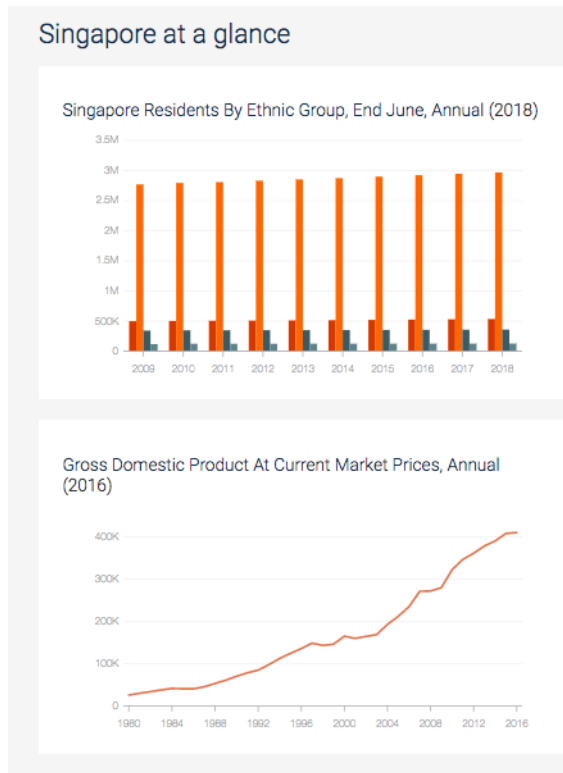 Singapore at a glance
Singapore Residents By Ethnic Group, End June, Annual (2018)
3.5M
3M
2.5M
2M
1.5M
1M
500K
0
2009 2010 2011 2012 2013 2014 2015 2016 2017 2018
Gross Domestic Product At Current Market Prices, Annual
(2016)
400K
300K
200K
100K
0
1980 1984 1988 1992 1996 2000 2004 2008 2012 2016